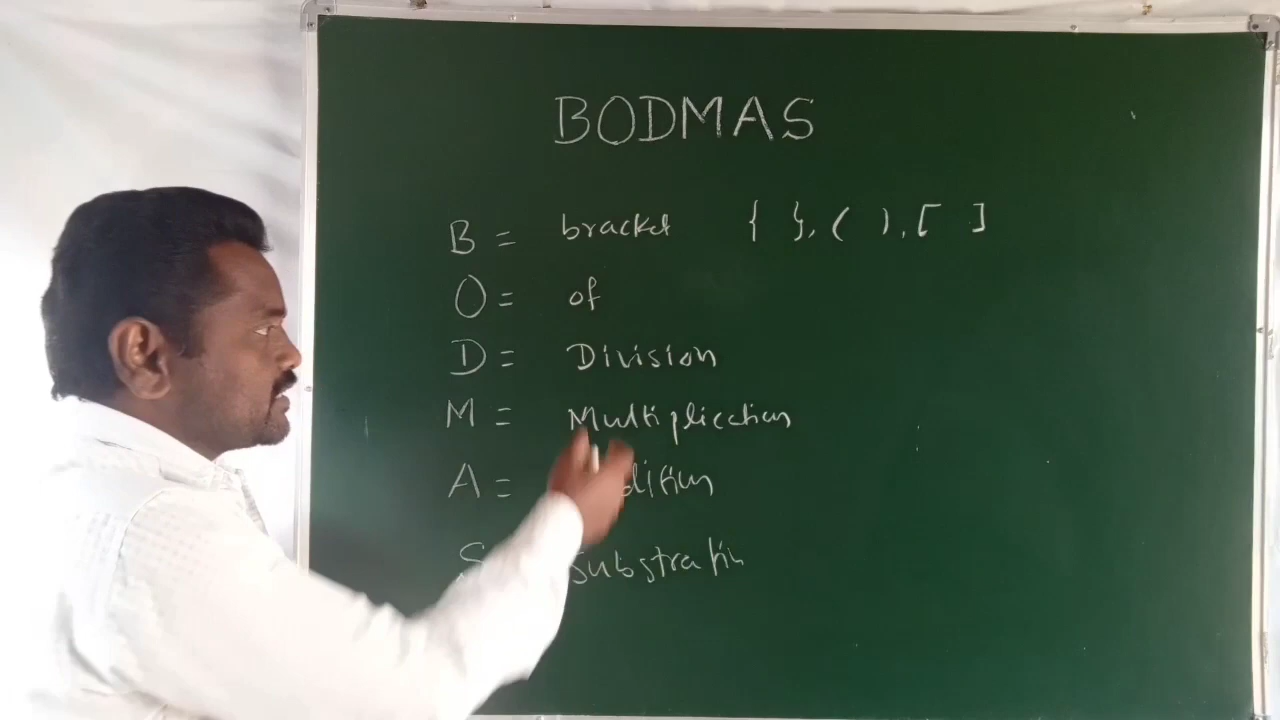 BODMAS
B = bracket { }, ( ), [ ]
O = of
D = Division
M = Multiplication
A =
S